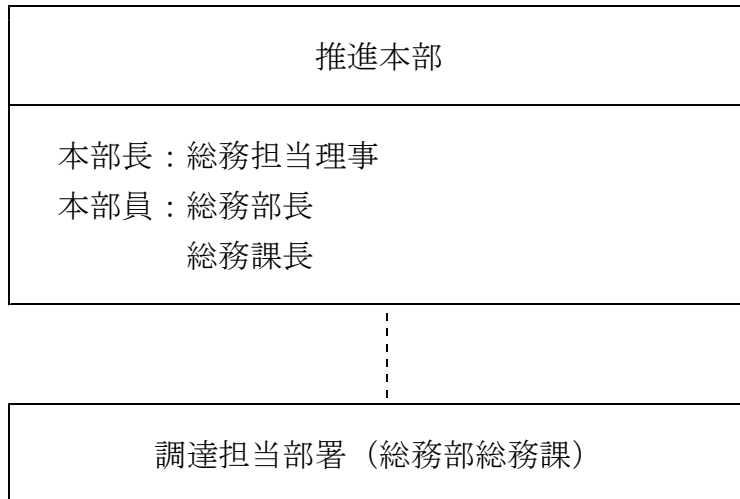 推進本部
本部長：総務担当理事
本部員：総務部長
総務課長
調達担当部署（総務部総務課）